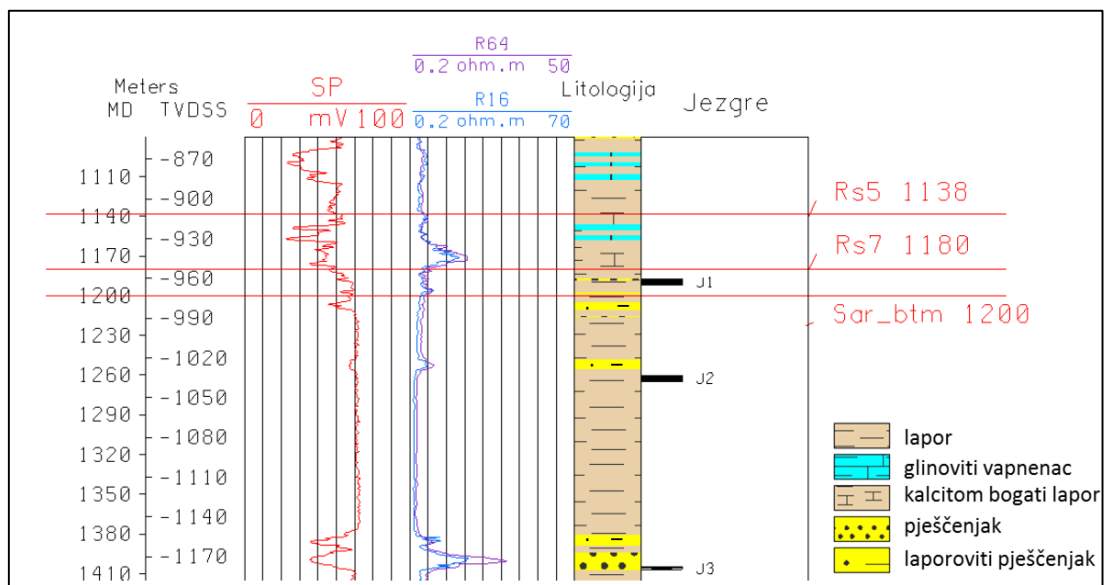 R64
0.2 ohm.m 50
Meters
MD TVDSS
SP
0 mV 100
R16
0.2 ohm.m 70
Litologija
Jezgre
-870
1110
-900
Rs5 1138
1140
-930
Rs7 1180
1170
-960
J1
1200
Sar_btm 1200
-990
1230
-1020
1260
J2
-1050
1290
-1080
1320
lapor
-1110
glinoviti vapnenac
1350
kalcitom bogati lapor
-1140
pješčenjak
1380
-1170
laporoviti pješčenjak
1410
J3